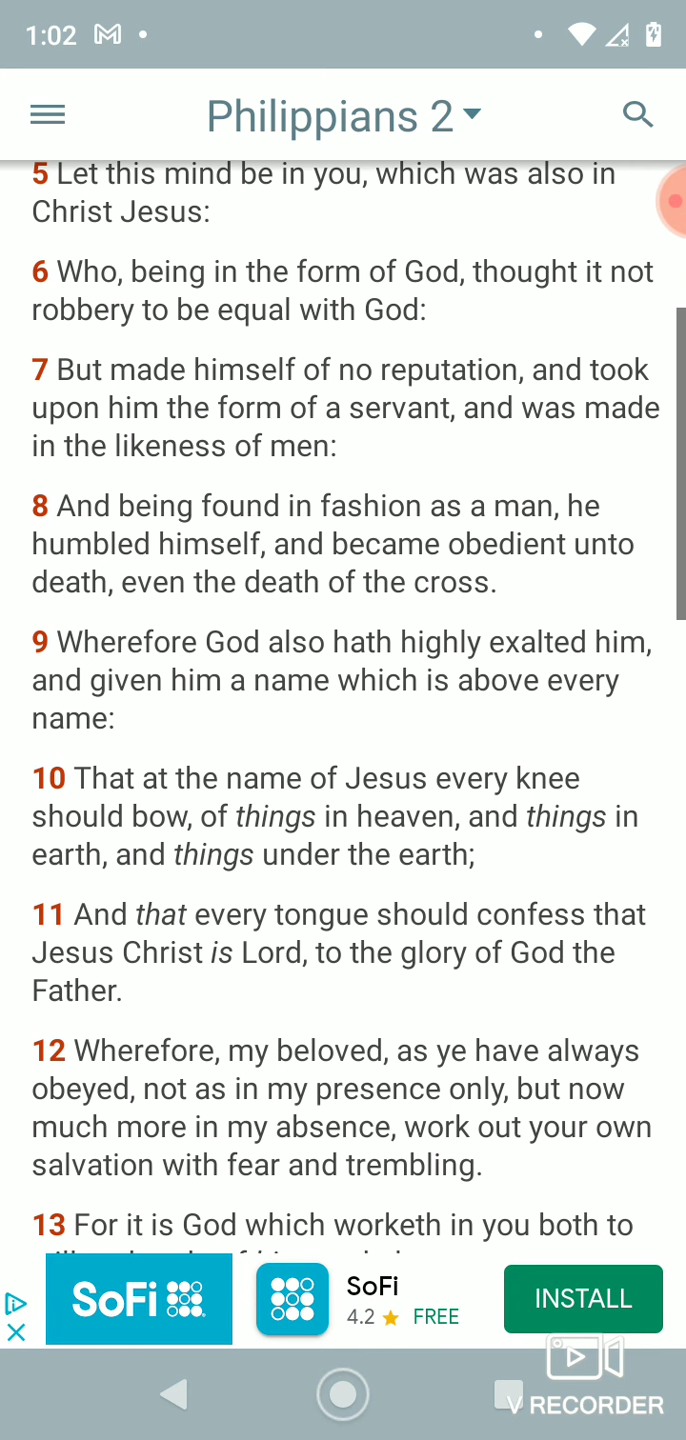 1:02
Philippians 2
5 Let this mind be in you, which was also in
Christ Jesus:
6 Who, being in the form of God, thought it not
robbery to be equal with God:
7 But made himself of no reputation, and took
upon him the form of a servant, and was made
in the likeness of men:
8 And being found in fashion as a man, he
humbled himself, and became obedient unto
death, even the death of the cross.
9 Wherefore God also hath highly exalted him,
and given him a name which is above every
name:
10 That at the name of Jesus every knee
should bow, of things in heaven, and things in
earth, and things under the earth;
11 And that every tongue should confess that
Jesus Christ is Lord, to the glory of God the
Father.
12 Wherefore, my beloved, as ye have always
obeyed, not as in my presence only, but now
much more in my absence, work out your own
salvation with fear and trembling.
13 For it is God which worketh in you both to
SoFi
SoFi
4.2 ★ FREE
INSTALL
V RECORDER